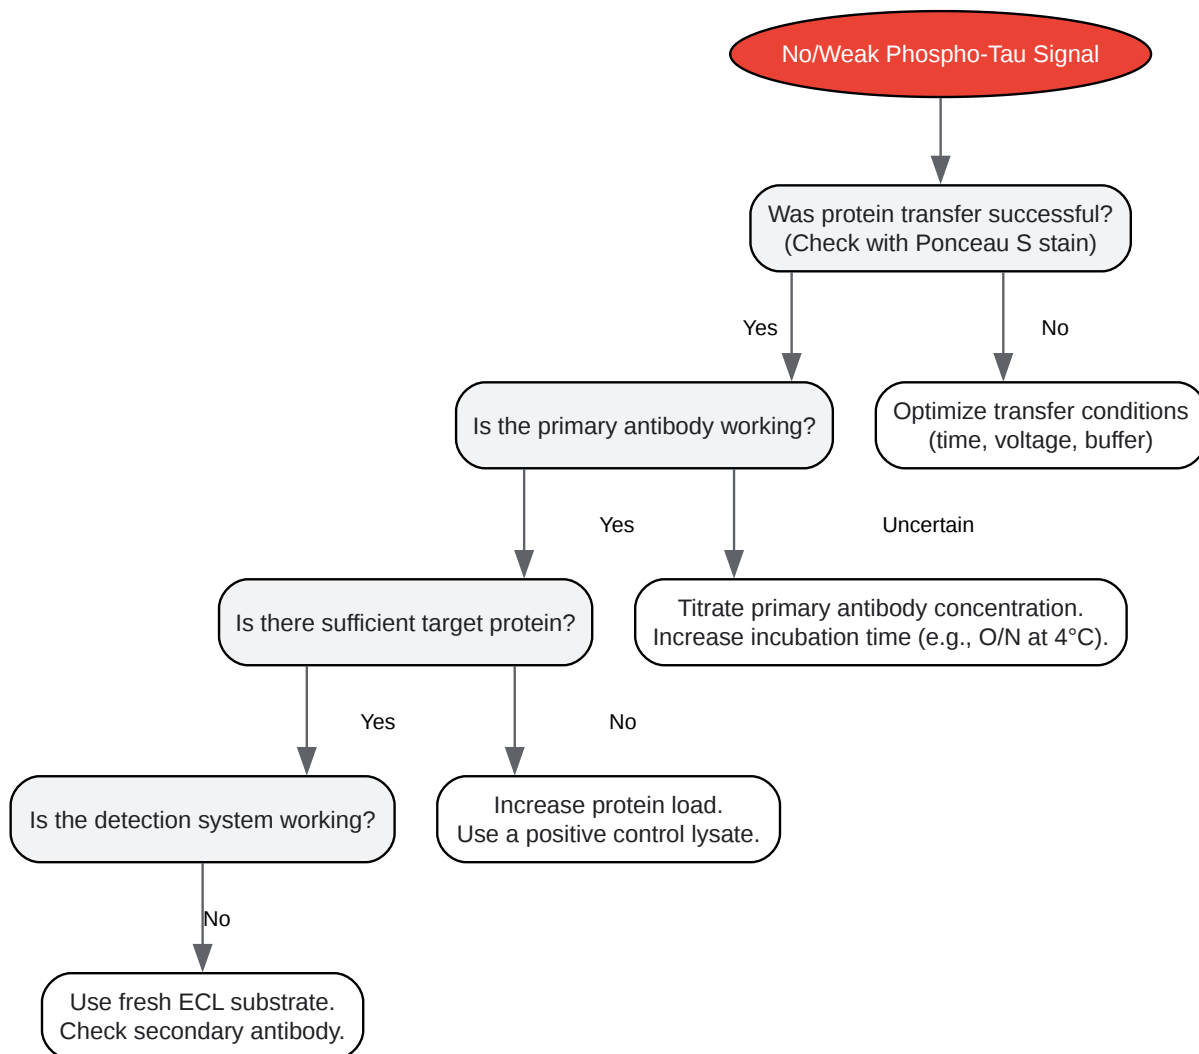 No/Weak Phospho-Tau Signal
Was protein transfer successful?
(Check with Ponceau S stain)
Yes
No
Is the primary antibody working?
Optimize transfer conditions
(time, voltage, buffer)
Yes
Uncertain
Is there sufficient target protein?
Titrate primary antibody concentration.
Increase incubation time (e.g., O/N at 4°C).
Yes
No
Is the detection system working?
Increase protein load.
Use a positive control lysate.
No
Use fresh ECL substrate.
Check secondary antibody.